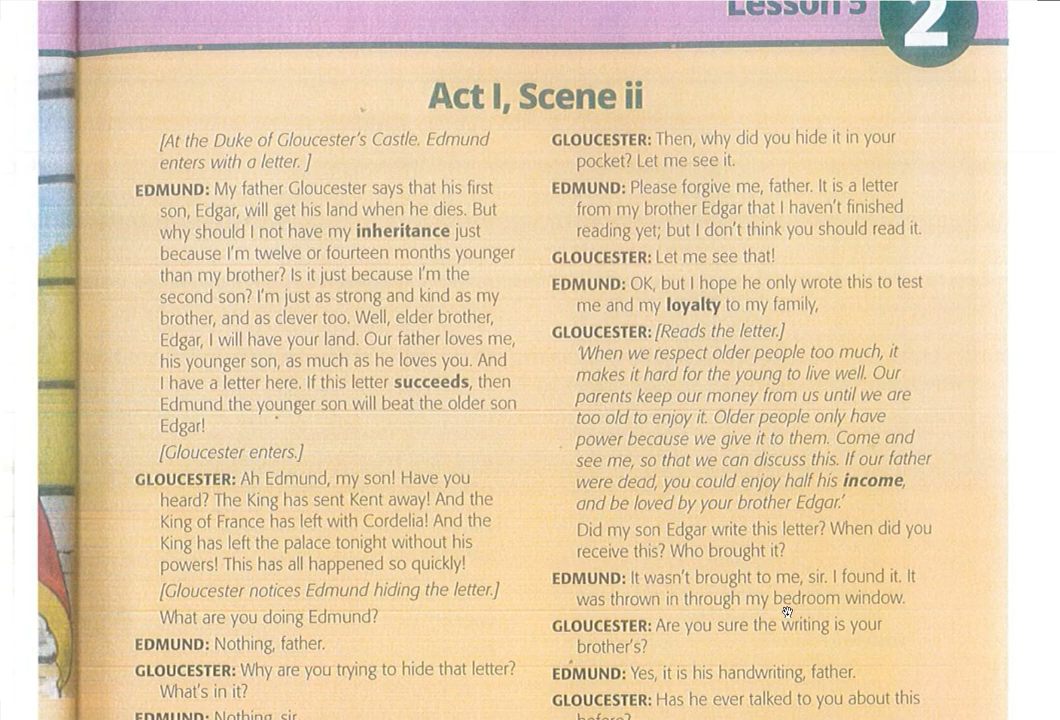 Lesson 5
2
Act I, Scene ii
[At the Duke of Gloucester's Castle. Edmund
enters with a letter. ]
EDMUND: My father Gloucester says that his first
son, Edgar, will get his land when he dies. But
why should I not have my inheritance just
because I'm twelve or fourteen months younger
than my brother? Is it just because I'm the
second son? I'm just as strong and kind as my
brother, and as clever too. Well, elder brother,
Edgar, I will have your land. Our father loves me,
his younger son, as much as he loves you. And
I have a letter here. If this letter succeeds, then
Edmund the younger son will beat the older son
Edgar!
[Gloucester enters.]
GLOUCESTER: Ah Edmund, my son! Have you
heard? The King has sent Kent away! And the
King of France has left with Cordelia! And the
King has left the palace tonight without his
powers! This has all happened so quickly!
[Gloucester notices Edmund hiding the letter.]
What are you doing Edmund?
EDMUND: Nothing, father.
GLOUCESTER: Why are you trying to hide that letter?
What's in it?
EDMUND: Nothing, sir.
GLOUCESTER: Then, why did you hide it in your
pocket? Let me see it.
EDMUND: Please forgive me, father. It is a letter
from my brother Edgar that I haven't finished
reading yet; but I don't think you should read it.
GLOUCESTER: Let me see that!
EDMUND: OK, but I hope he only wrote this to test
me and my loyalty to my family,
GLOUCESTER: [Reads the letter.]
'When we respect older people too much, it
makes it hard for the young to live well. Our
parents keep our money from us until we are
too old to enjoy it. Older people only have
power because we give it to them. Come and
see me, so that we can discuss this. If our father
were dead, you could enjoy half his income,
and be loved by your brother Edgar.'
Did my son Edgar write this letter? When did you
receive this? Who brought it?
EDMUND: It wasn't brought to me, sir. I found it. It
was thrown in through my bedroom window.
GLOUCESTER: Are you sure the writing is your
brother's?
EDMUND: Yes, it is his handwriting, father.
GLOUCESTER: Has he ever talked to you about this
before?